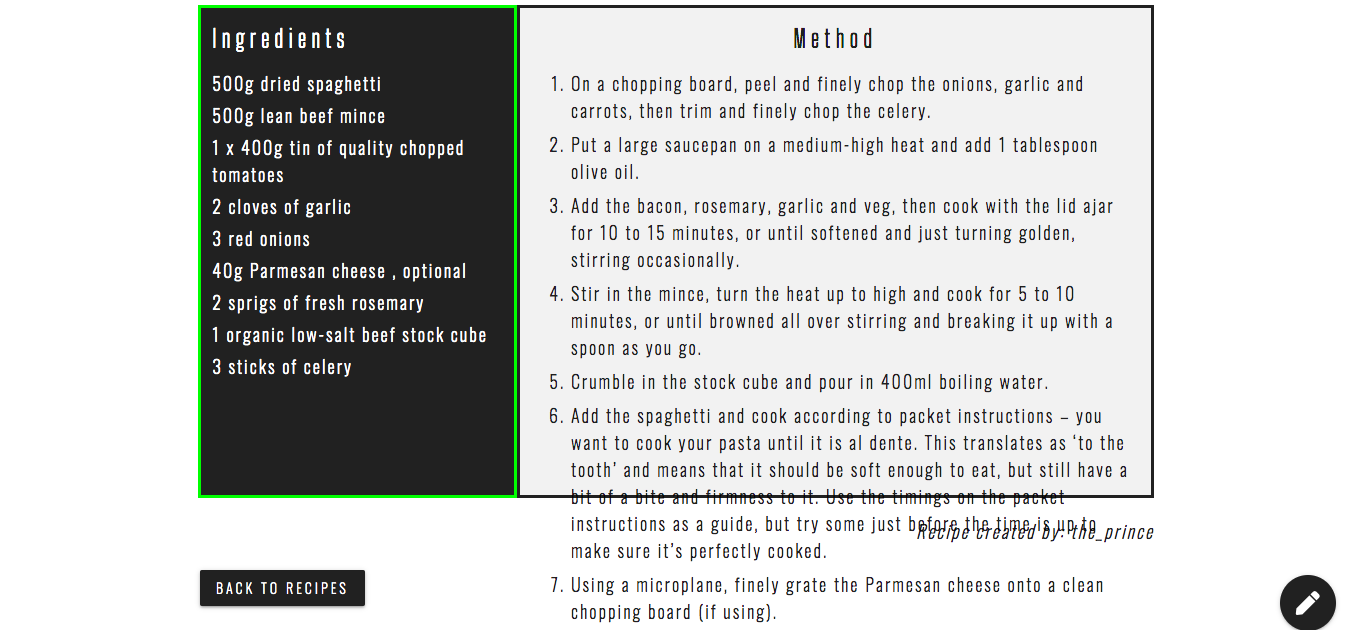 Ingredients
500g dried spaghetti
500g lean beef mince
1 x 400g tin of quality chopped
tomatoes
2 cloves of garlic
3 red onions
40g Parmesan cheese , optional
2 sprigs of fresh rosemary
1 organic low-salt beef stock cube
3 sticks of celery
Method
1. On a chopping board, peel and finely chop the onions, garlic and
carrots, then trim and finely chop the celery.
2. Put a large saucepan on a medium-high heat and add 1 tablespoon
olive oil.
3. Add the bacon, rosemary, garlic and veg, then cook with the lid ajar
for 10 to 15 minutes, or until softened and just turning golden,
stirring occasionally.
4. Stir in the mince, turn the heat up to high and cook for 5 to 10
minutes, or until browned all over stirring and breaking it up with a
spoon as you go.
5. Crumble in the stock cube and pour in 400ml boiling water.
6. Add the spaghetti and cook according to packet instructions – you
want to cook your pasta until it is al dente. This translates as ‘to the
tooth’ and means that it should be soft enough to eat, but still have a
bit of a bite and firmness to it. Use the timings on the packet
instructions as a guide, but try some just before the time is up to
make sure it’s perfectly cooked.
7. Using a microplane, finely grate the Parmesan cheese onto a clean
chopping board (if using).
Recipe created by: the_prince
BACK TO RECIPES